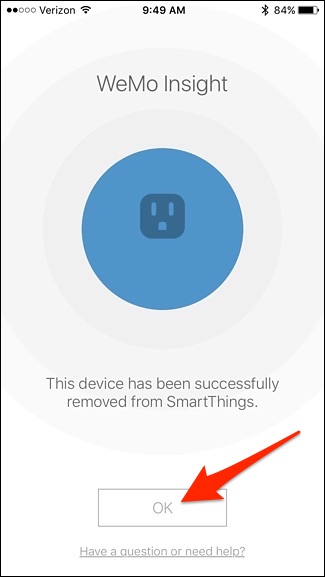 Verizon 9:49 AM 84%
WeMo Insight
This device has been successfully
removed from SmartThings.
OK
Have a question or need help?